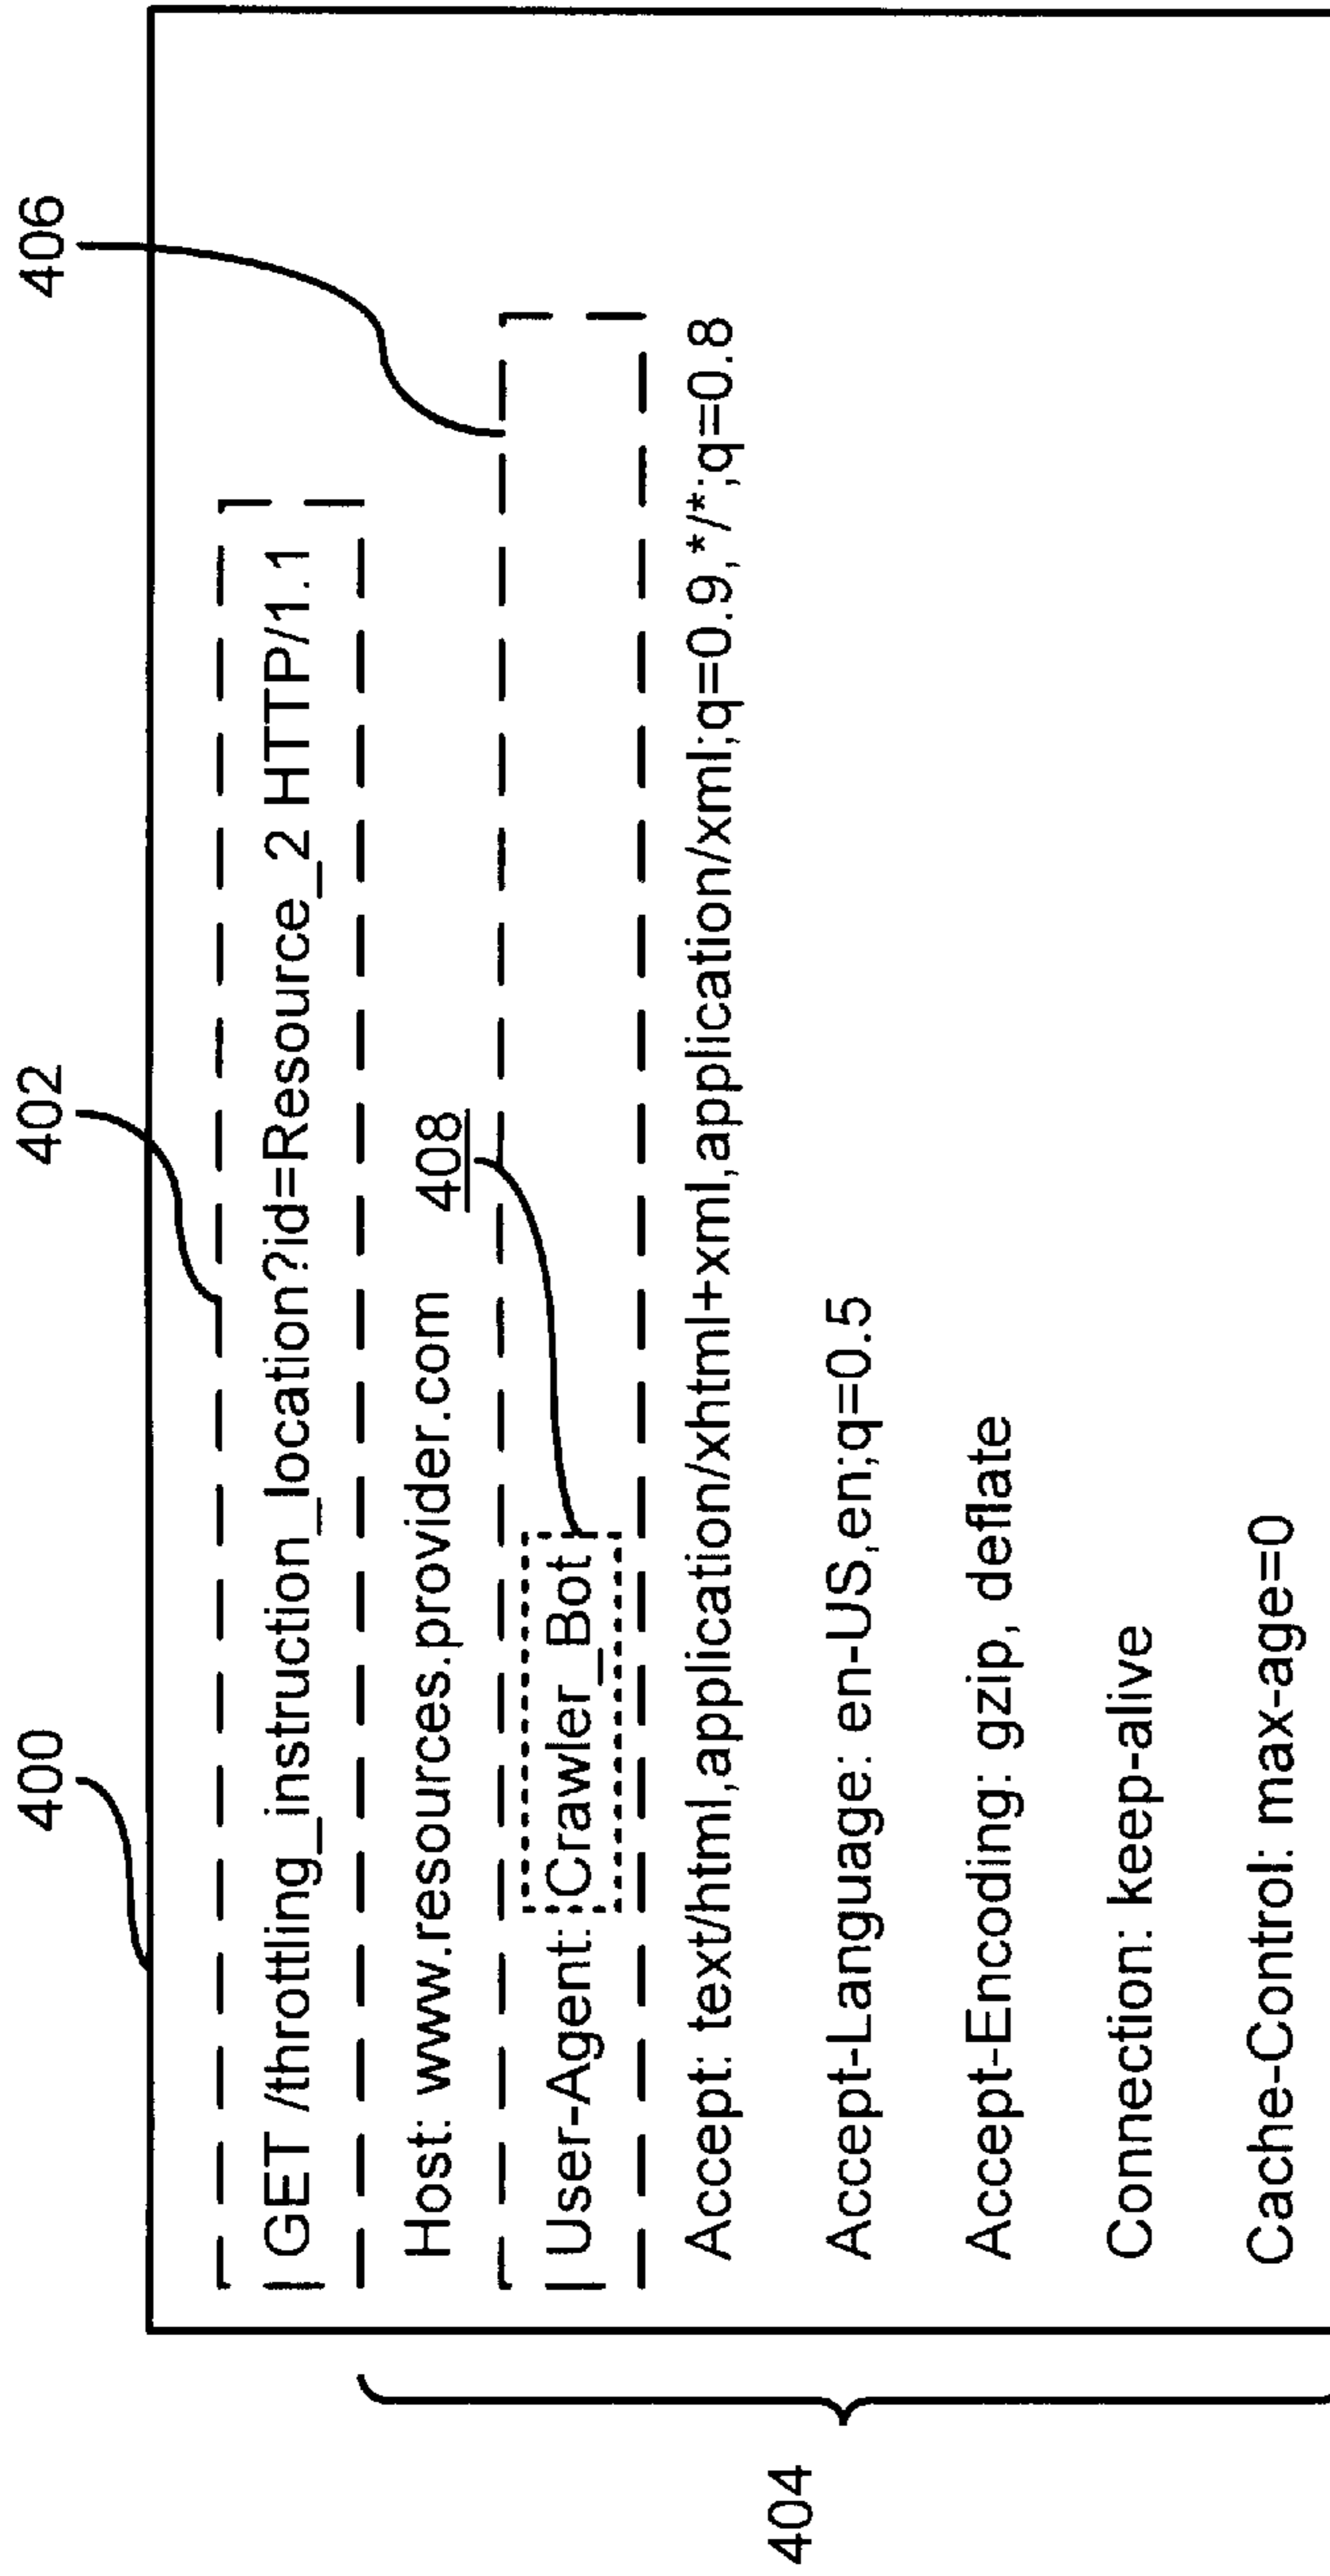 400
402
406
GET /throttling_instruction_location?id=Resource_2 HTTP/1.1
Host: www.resources.provider.com
408
User-Agent: Crawler_Bot
Accept: text/html,application/xhtml+xml,application/xml;q=0.9,*/*;q=0.8
404
Accept-Language: en-US,en;q=0.5
Accept-Encoding: gzip, deflate
Connection: keep-alive
Cache-Control: max-age=0